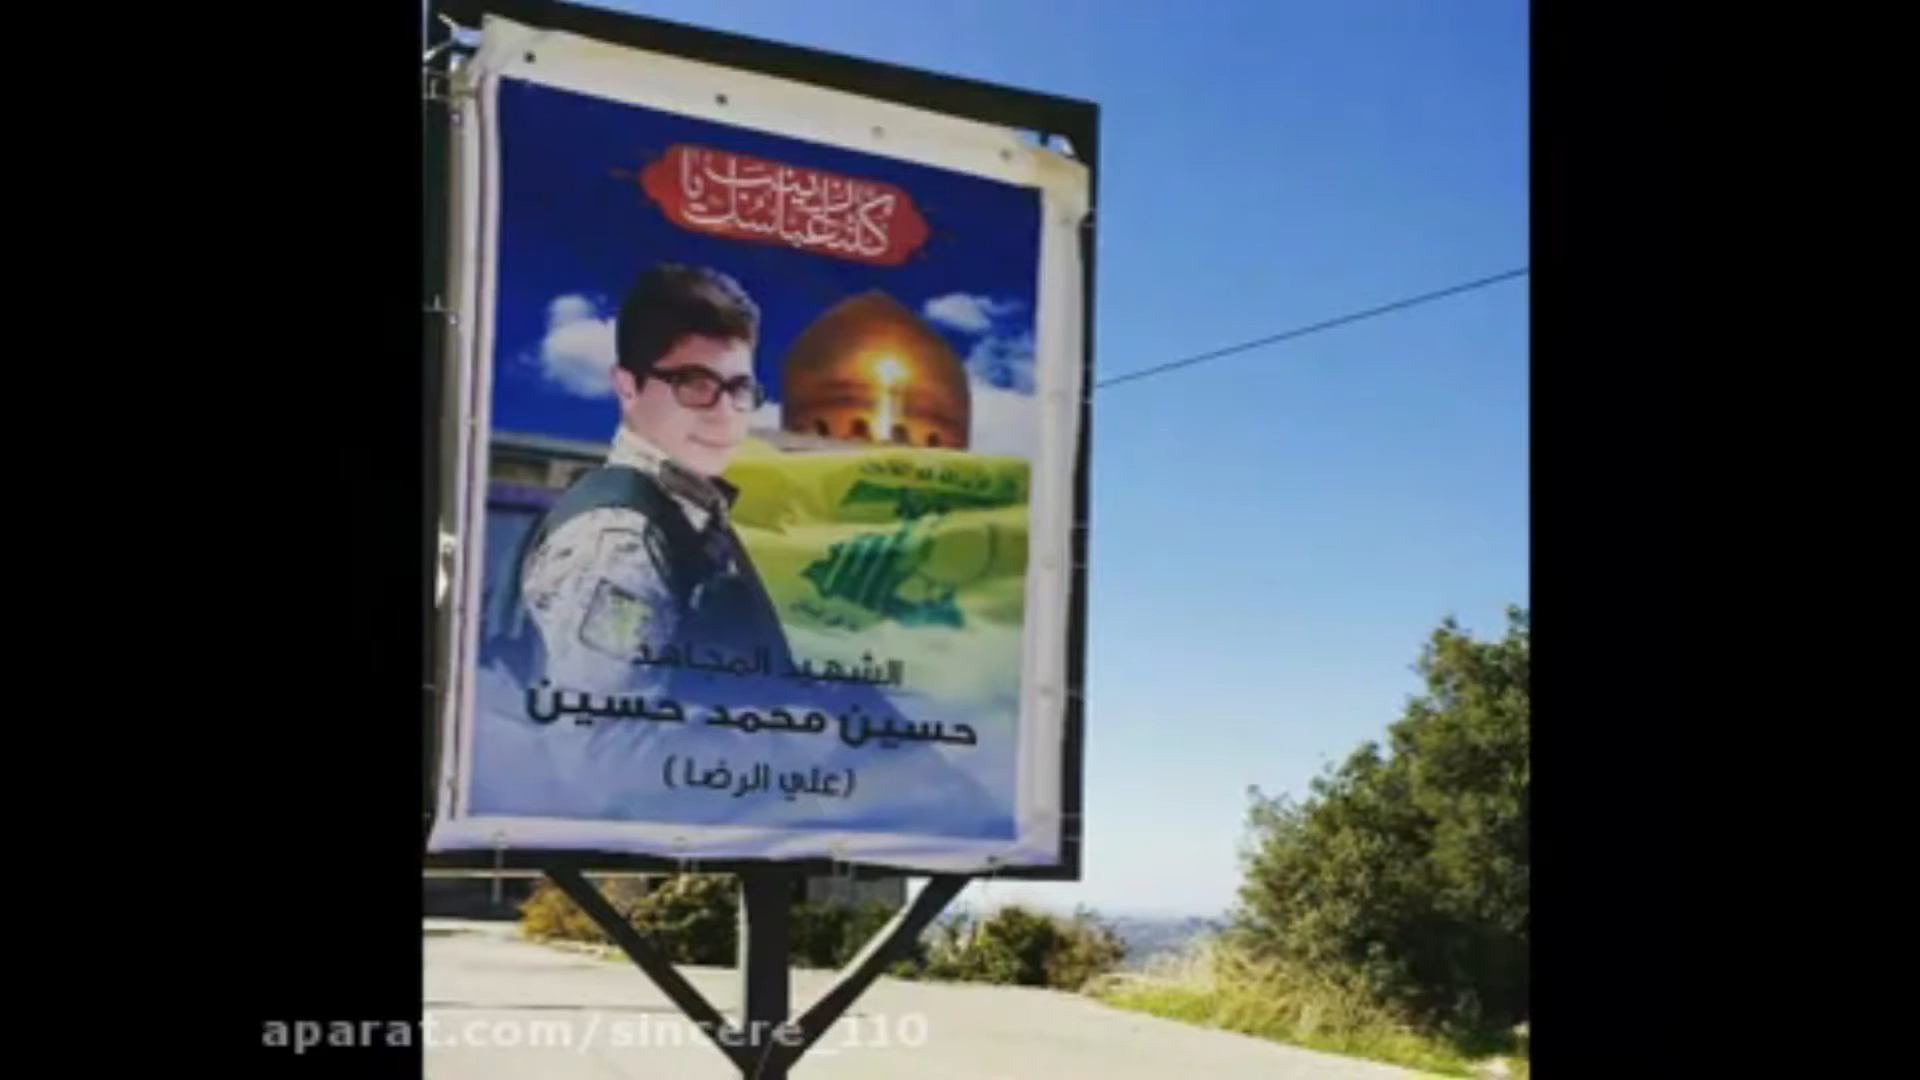 كلنا عباسك يا زينب
الشهيد المجاهد
حسين محمد حسين
(علي الرضا)
aparat.com/sincere_110